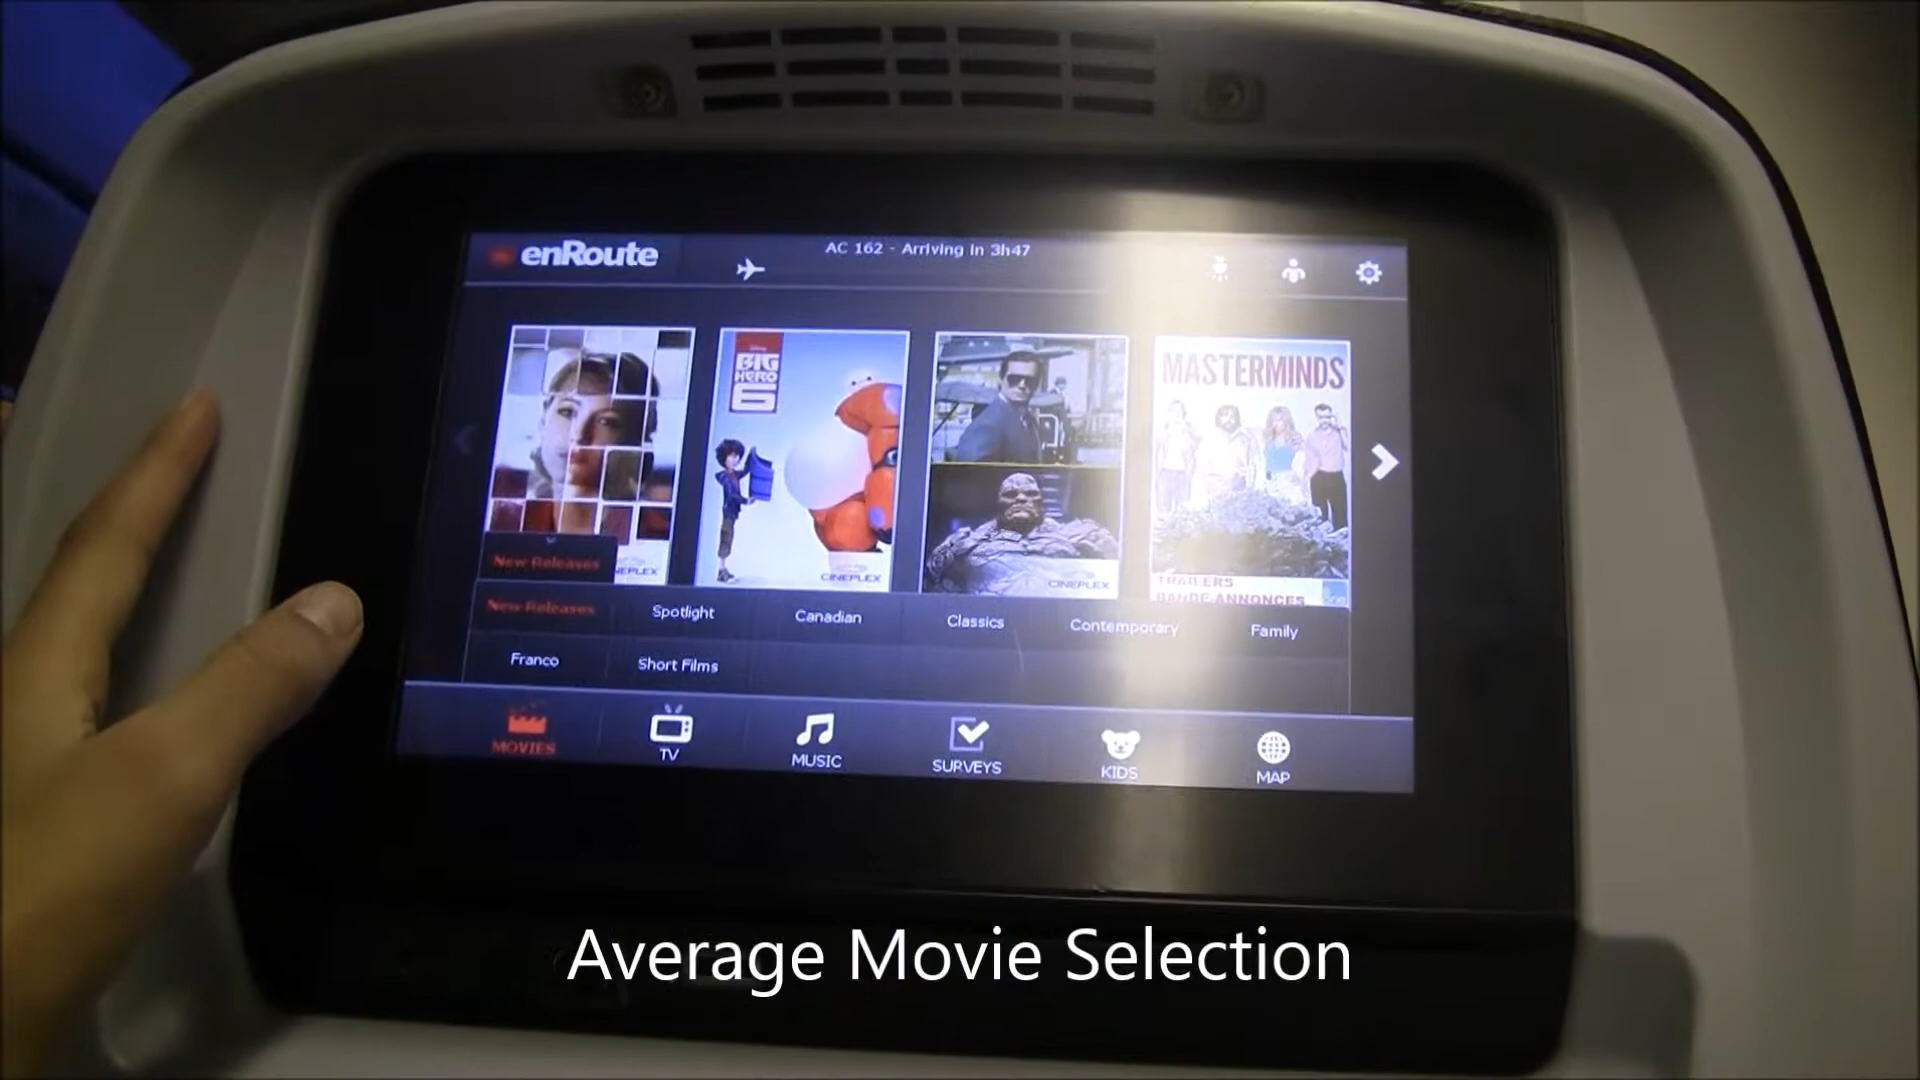 enRoute
AC 162 - Arriving in 3h47
Disney
BIG
HERO
6
MASTERMINDS
CINEPLEX
CINEPLEX
TRAILERS
BANDE-ANNONCES
New Releases
New Releases
Spotlight
Canadian
Classics
Contemporary
Family
Franco
Short Films
MOVIES
TV
MUSIC
SURVEYS
KIDS
MAP
Average Movie Selection